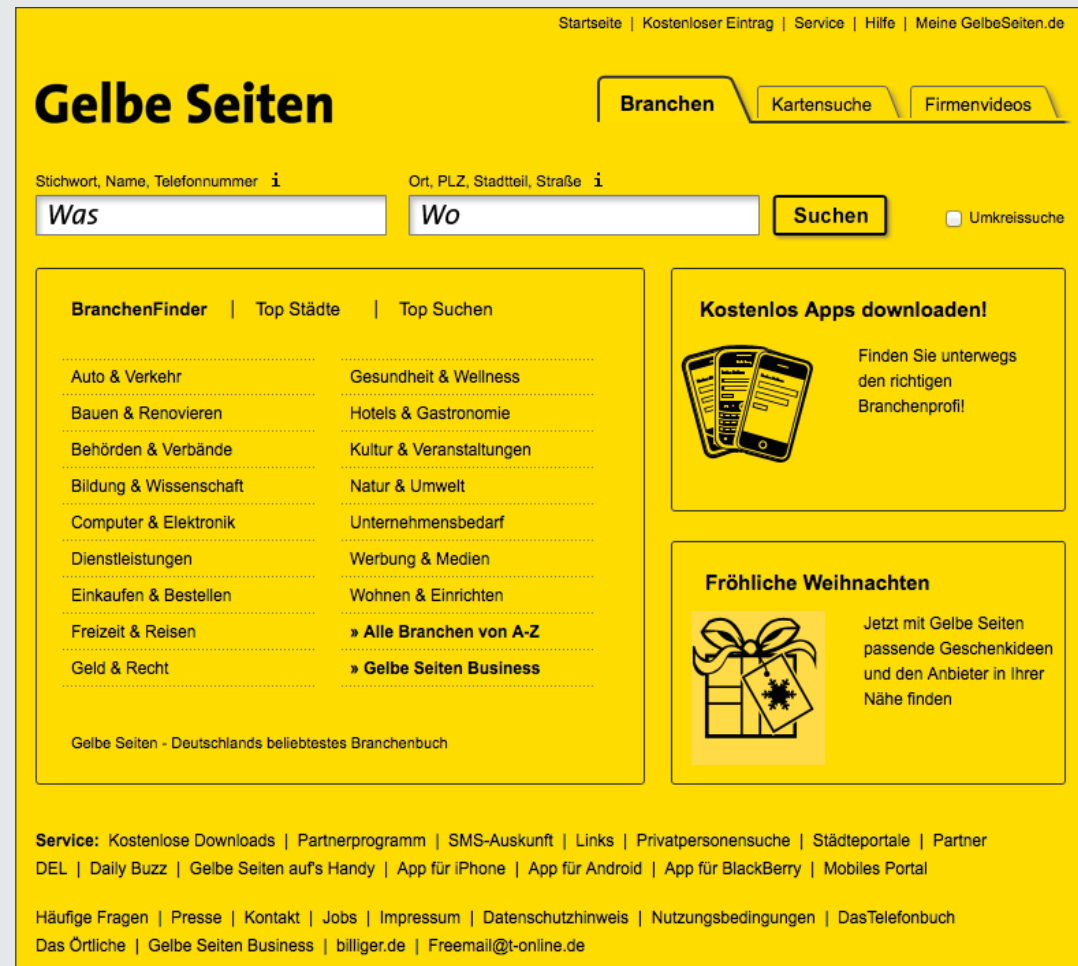 Startseite | Kostenloser Eintrag | Service | Hilfe | Meine GelbeSeiten.de
Gelbe Seiten
Branchen
Kartensuche
Firmenvideos
Stichwort, Name, Telefonnummer i
Ort, PLZ, Stadtteil, Straße i
Was
Wo
Suchen
Umkreissuche
BranchenFinder | Top Städte | Top Suchen
Auto & Verkehr
Bauen & Renovieren
Behörden & Verbände
Bildung & Wissenschaft
Computer & Elektronik
Dienstleistungen
Einkaufen & Bestellen
Freizeit & Reisen
Geld & Recht
Gesundheit & Wellness
Hotels & Gastronomie
Kultur & Veranstaltungen
Natur & Umwelt
Unternehmensbedarf
Werbung & Medien
Wohnen & Einrichten
» Alle Branchen von A-Z
» Gelbe Seiten Business
Gelbe Seiten - Deutschlands beliebtestes Branchenbuch
Kostenlos Apps downloaden!
Finden Sie unterwegs
den richtigen
Branchenprofi!
Fröhliche Weihnachten
Jetzt mit Gelbe Seiten
passende Geschenkideen
und den Anbieter in Ihrer
Nähe finden
Service: Kostenlose Downloads | Partnerprogramm | SMS-Auskunft | Links | Privatpersonensuche | Städteportale | Partner
DEL | Daily Buzz | Gelbe Seiten auf's Handy | App für iPhone | App für Android | App für BlackBerry | Mobiles Portal
Häufige Fragen | Presse | Kontakt | Jobs | Impressum | Datenschutzhinweis | Nutzungsbedingungen | DasTelefonbuch
Das Örtliche | Gelbe Seiten Business | billiger.de | Freemail@t-online.de